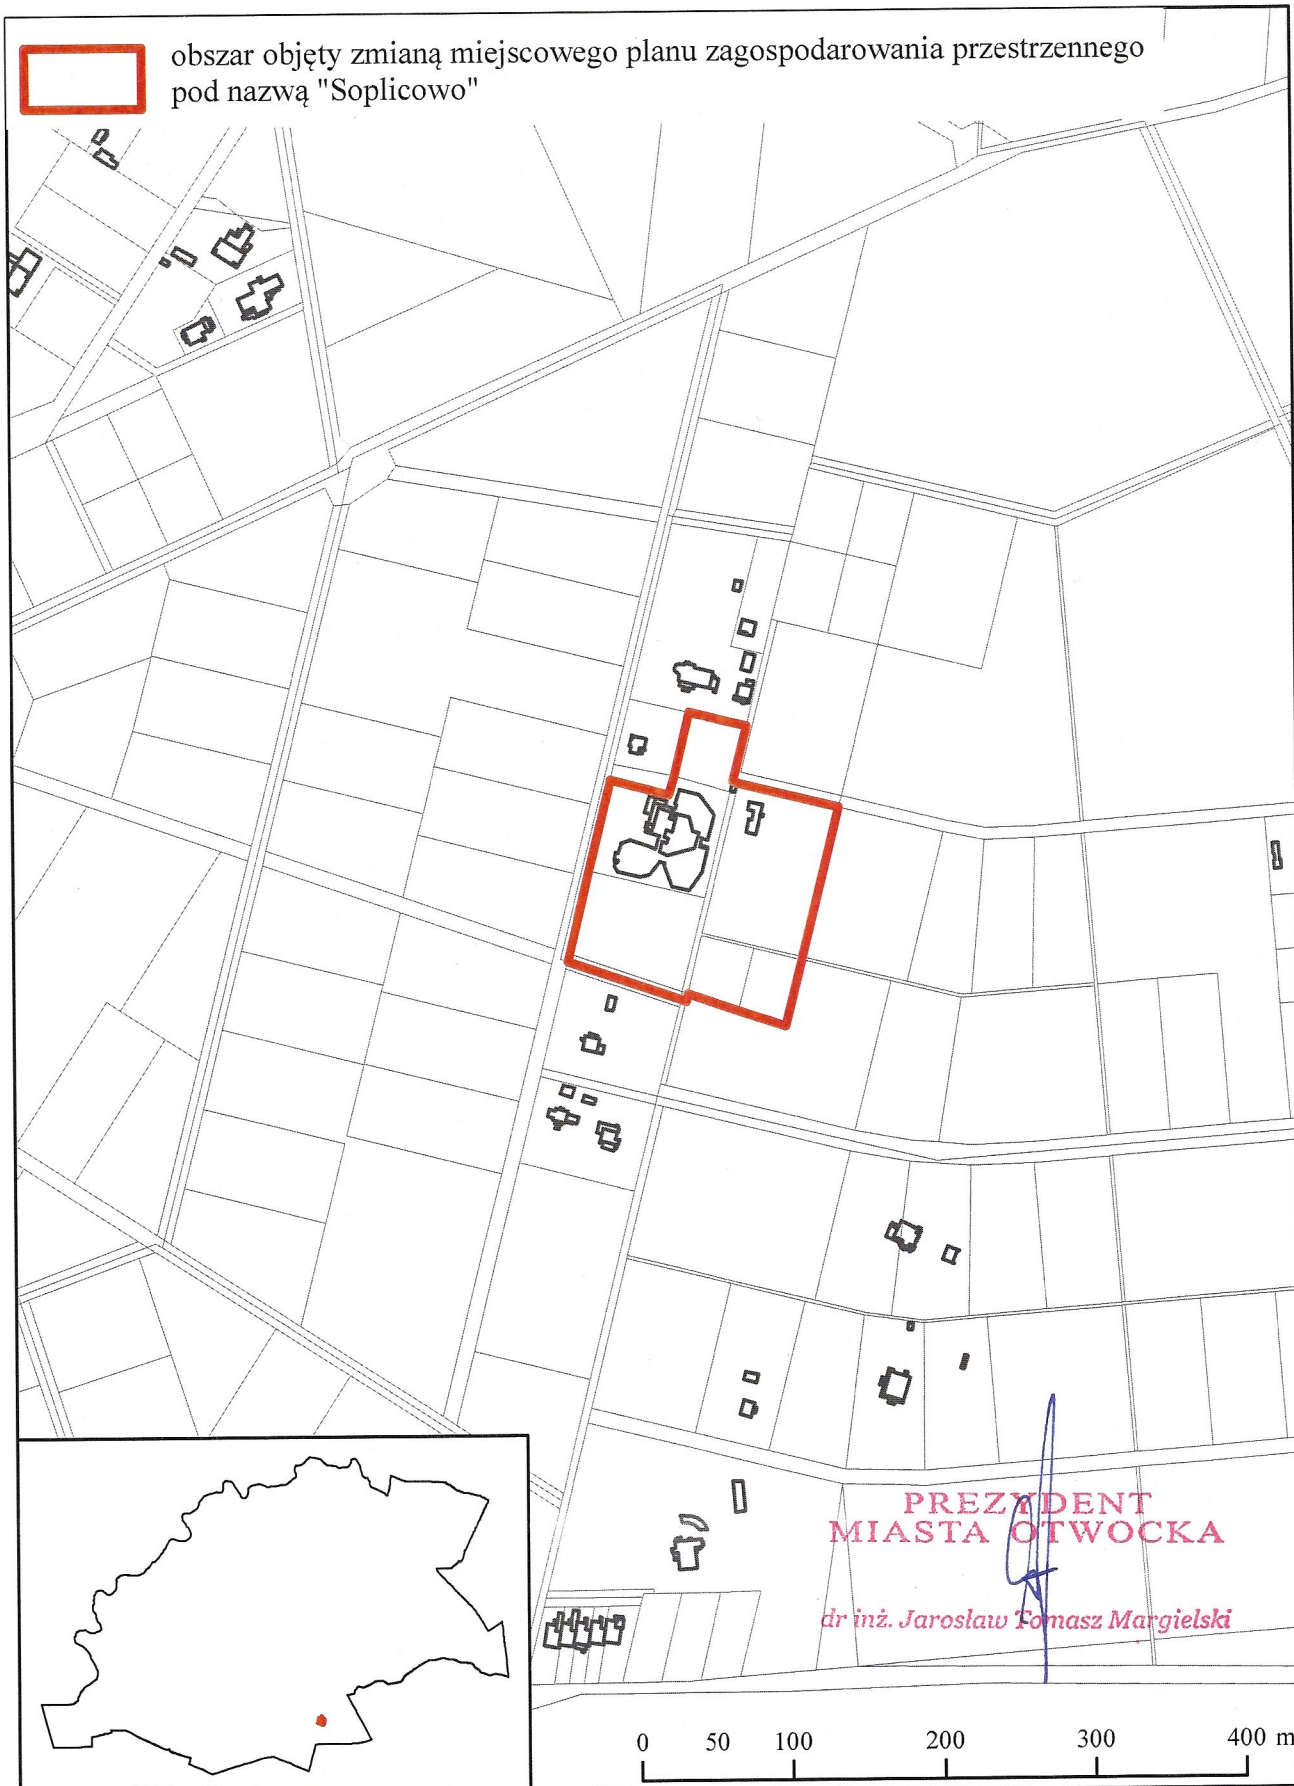 obszar objęty zmianą miejscowego planu zagospodarowania przestrzennego
pod nazwą "Soplicowo"
PREZYDENT
MIASTA OTWOCKA
dr inż. Jarosław Tomasz Margielski
0 50 100 200 300 400 m